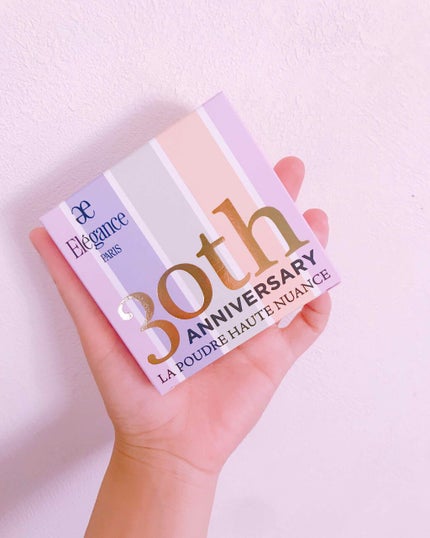 æ
Elégance
PARIS
30th
ANNIVERSARY
LA POUDRE HAUTE NUANCE